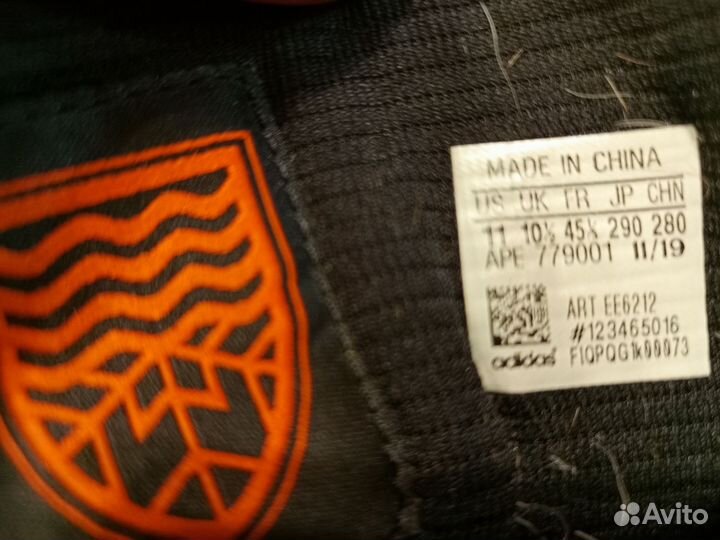 MADE IN CHINA
US UK FR JP CHN
11 10½ 45⅓ 290 280
APE 779001 11/19
ART EE6212
#123465016
adidas F1QPQG1k00073
Avito